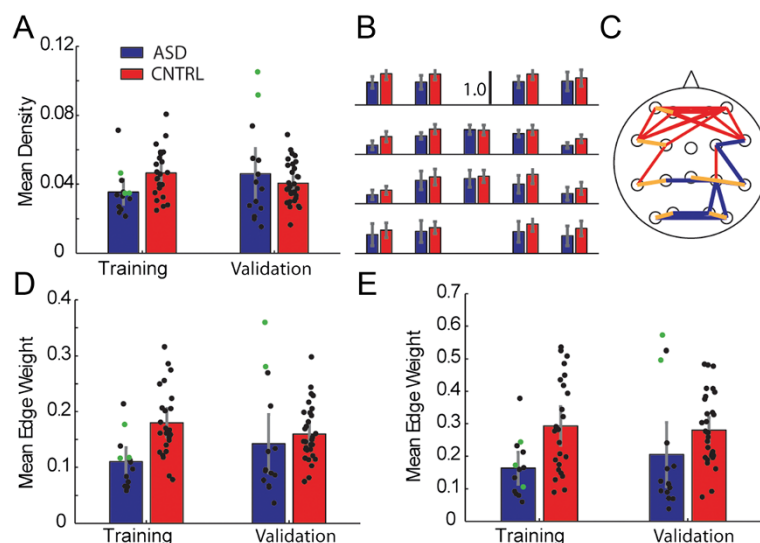 A
B
C
0.12
0.08
0.04
0
Mean Density
ASD
CNTRL
Training
Validation
1.0
D
E
0.4
0.3
0.2
0.1
0
Mean Edge Weight
Training
Validation
0.7
0.6
0.5
0.4
0.3
0.2
0.1
0
Mean Edge Weight
Training
Validation